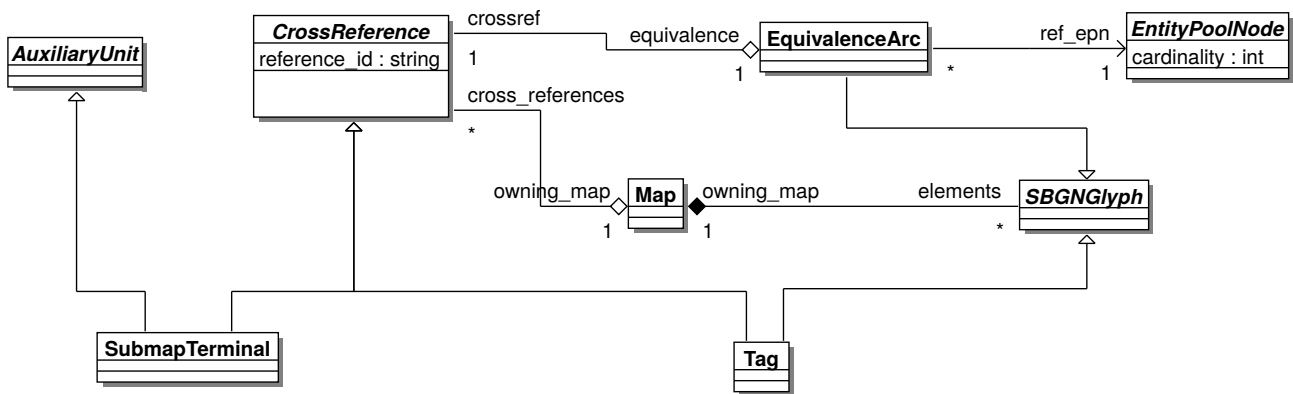 AuxiliaryUnit
CrossReference
reference_id : string
crossref
1
equivalence
1
EquivalenceArc
*
ref_epn
1
EntityPoolNode
cardinality : int
cross_references
*
owning_map
1
Map
owning_map
1
elements
*
SBGNGlyph
SubmapTerminal
Tag